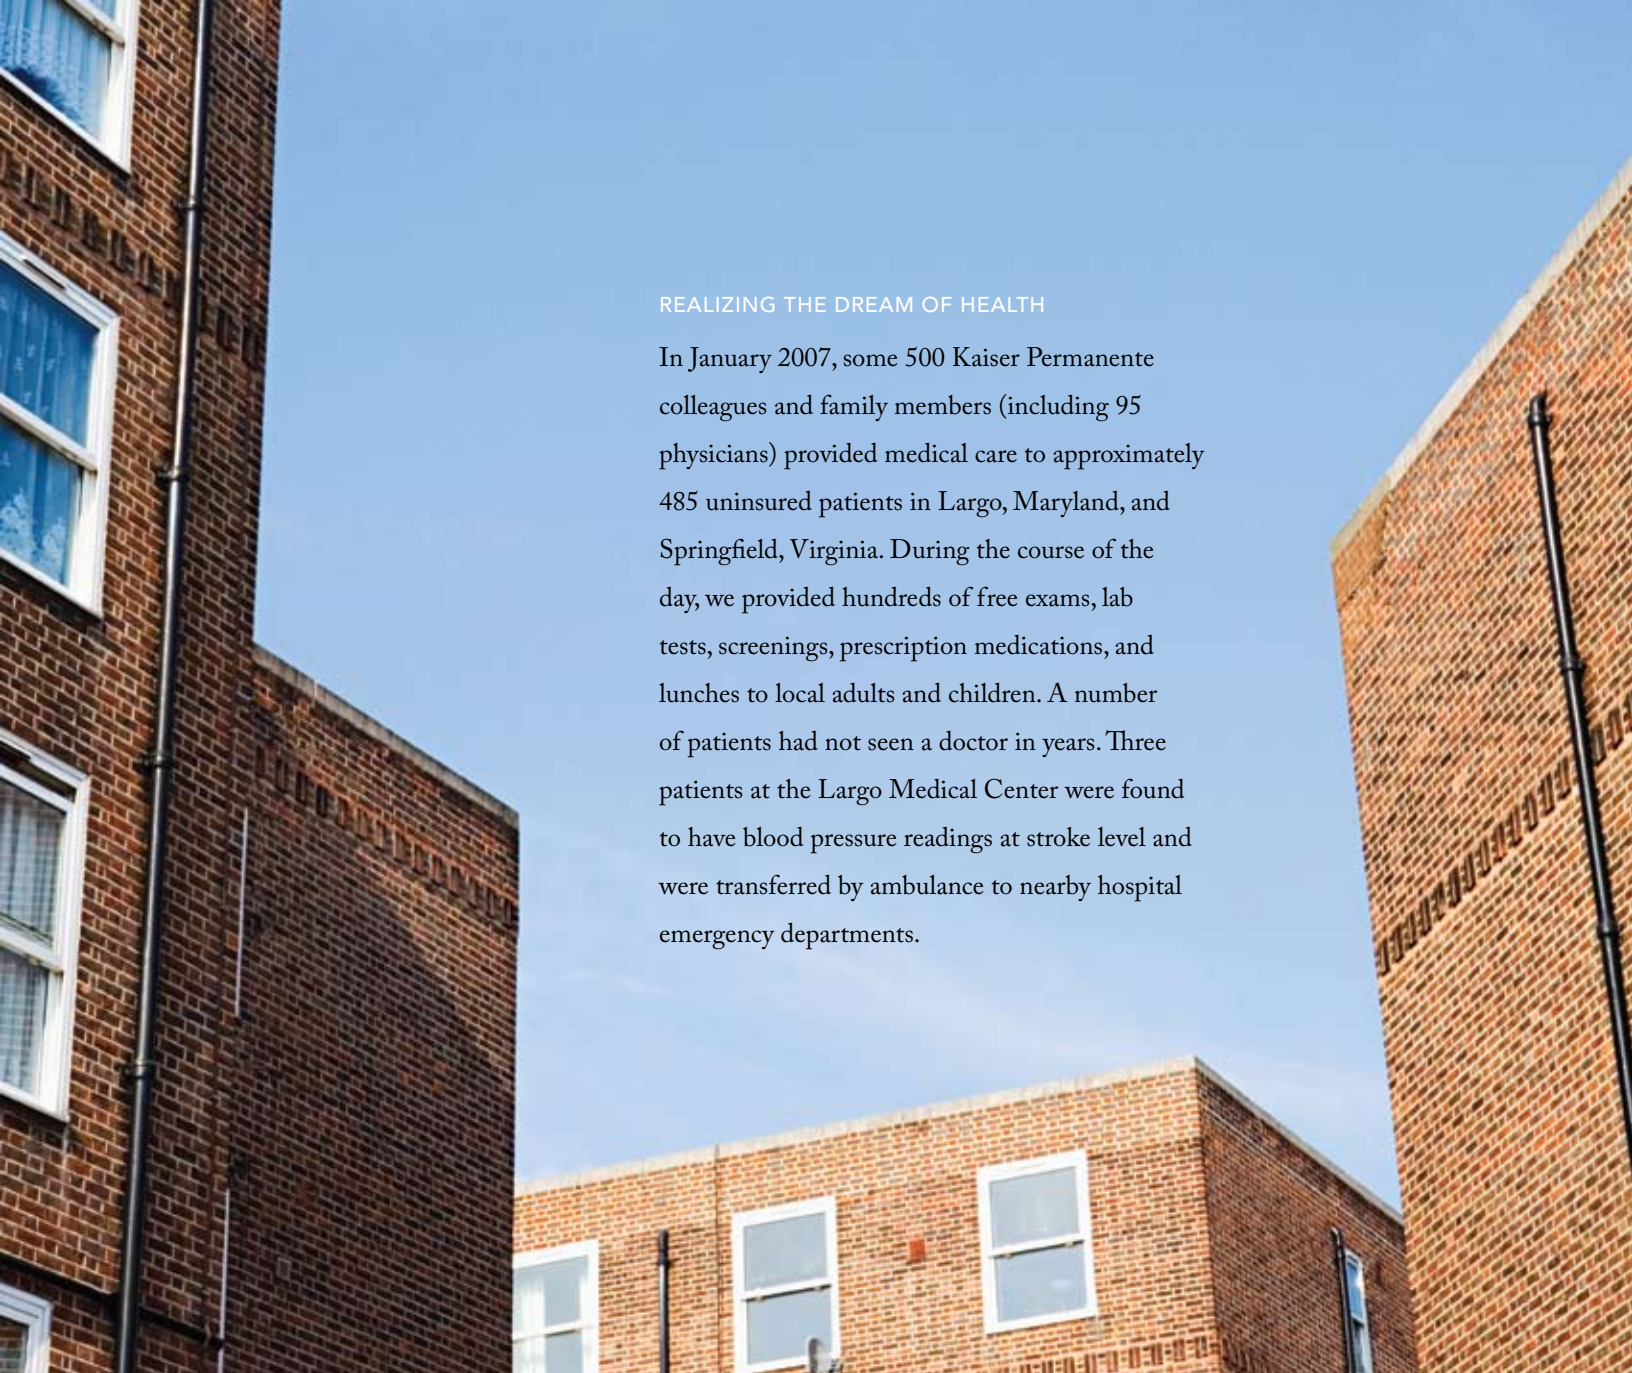 REALIZING THE DREAM OF HEALTH
In January 2007, some 500 Kaiser Permanente
colleagues and family members (including 95
physicians) provided medical care to approximately
485 uninsured patients in Largo, Maryland, and
Springfield, Virginia. During the course of the
day, we provided hundreds of free exams, lab
tests, screenings, prescription medications, and
lunches to local adults and children. A number
of patients had not seen a doctor in years. Three
patients at the Largo Medical Center were found
to have blood pressure readings at stroke level and
were transferred by ambulance to nearby hospital
emergency departments.